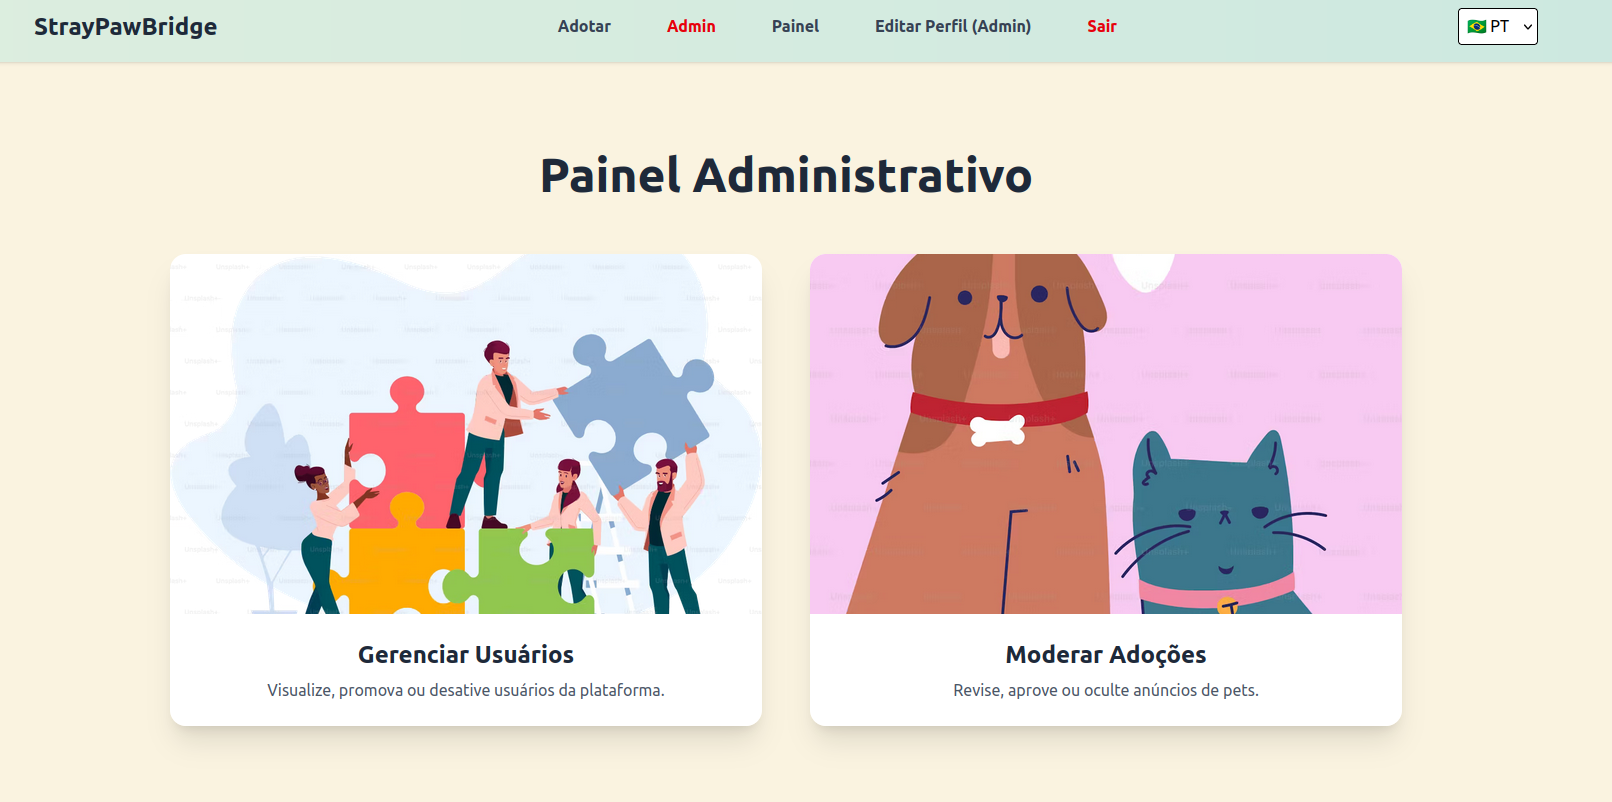 StrayPawBridge
Adotar Admin Painel Editar Perfil (Admin) Sair
🇧🇷 PT
Painel Administrativo
Gerenciar Usuários
Visualize, promova ou desative usuários da plataforma.
Moderar Adoções
Revise, aprove ou oculte anúncios de pets.
Unsplash+